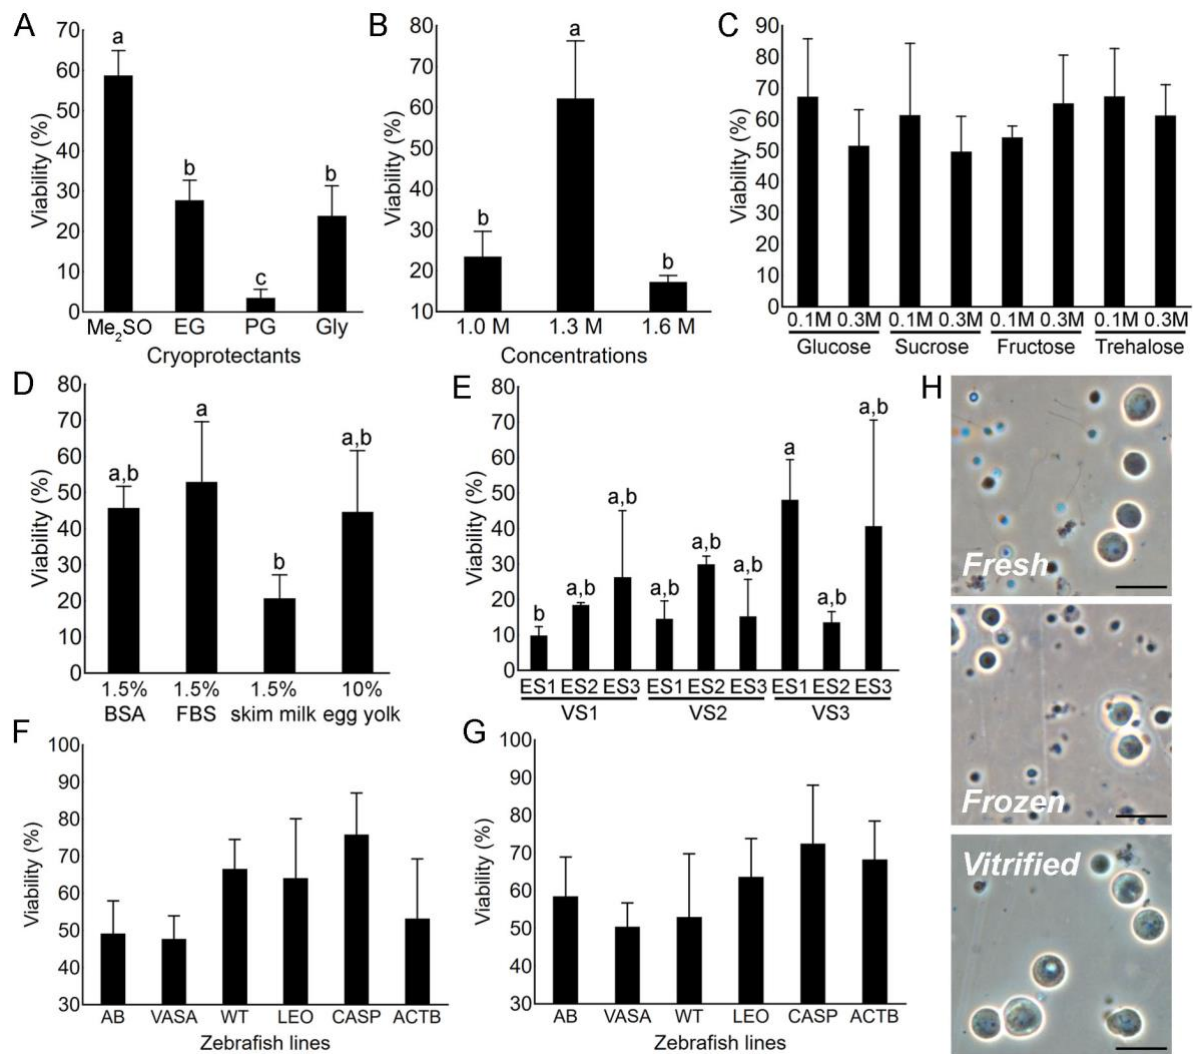 A
Viability (%)
70
60
50
40
30
20
10
0
a
b
c
b
Me2SO EG PG Gly
Cryoprotectants
B
Viability (%)
80
70
60
50
40
30
20
10
b
a
b
1.0 M 1.3 M 1.6 M
Concentrations
C
Viability (%)
90
80
70
60
50
40
30
20
10
0
0.1M 0.3M 0.1M 0.3M 0.1M 0.3M 0.1M 0.3M
Glucose Sucrose Fructose Trehalose
D
Viability (%)
80
70
60
50
40
30
20
10
0
a,b
a
b
a,b
1.5% 1.5% 1.5% 10%
BSA FBS skim milk egg yolk
E
Viability (%)
80
70
60
50
40
30
20
10
0
b
a,b
a,b
a,b
a,b
a,b
a
a,b
a,b
ES1 ES2 ES3 ES1 ES2 ES3 ES1 ES2 ES3
VS1 VS2 VS3
F
Viability (%)
100
90
80
70
60
50
40
30
AB VASA WT LEO CASP ACTB
Zebrafish lines
G
Viability (%)
100
90
80
70
60
50
40
30
AB VASA WT LEO CASP ACTB
Zebrafish lines
H
Fresh
Frozen
Vitrified